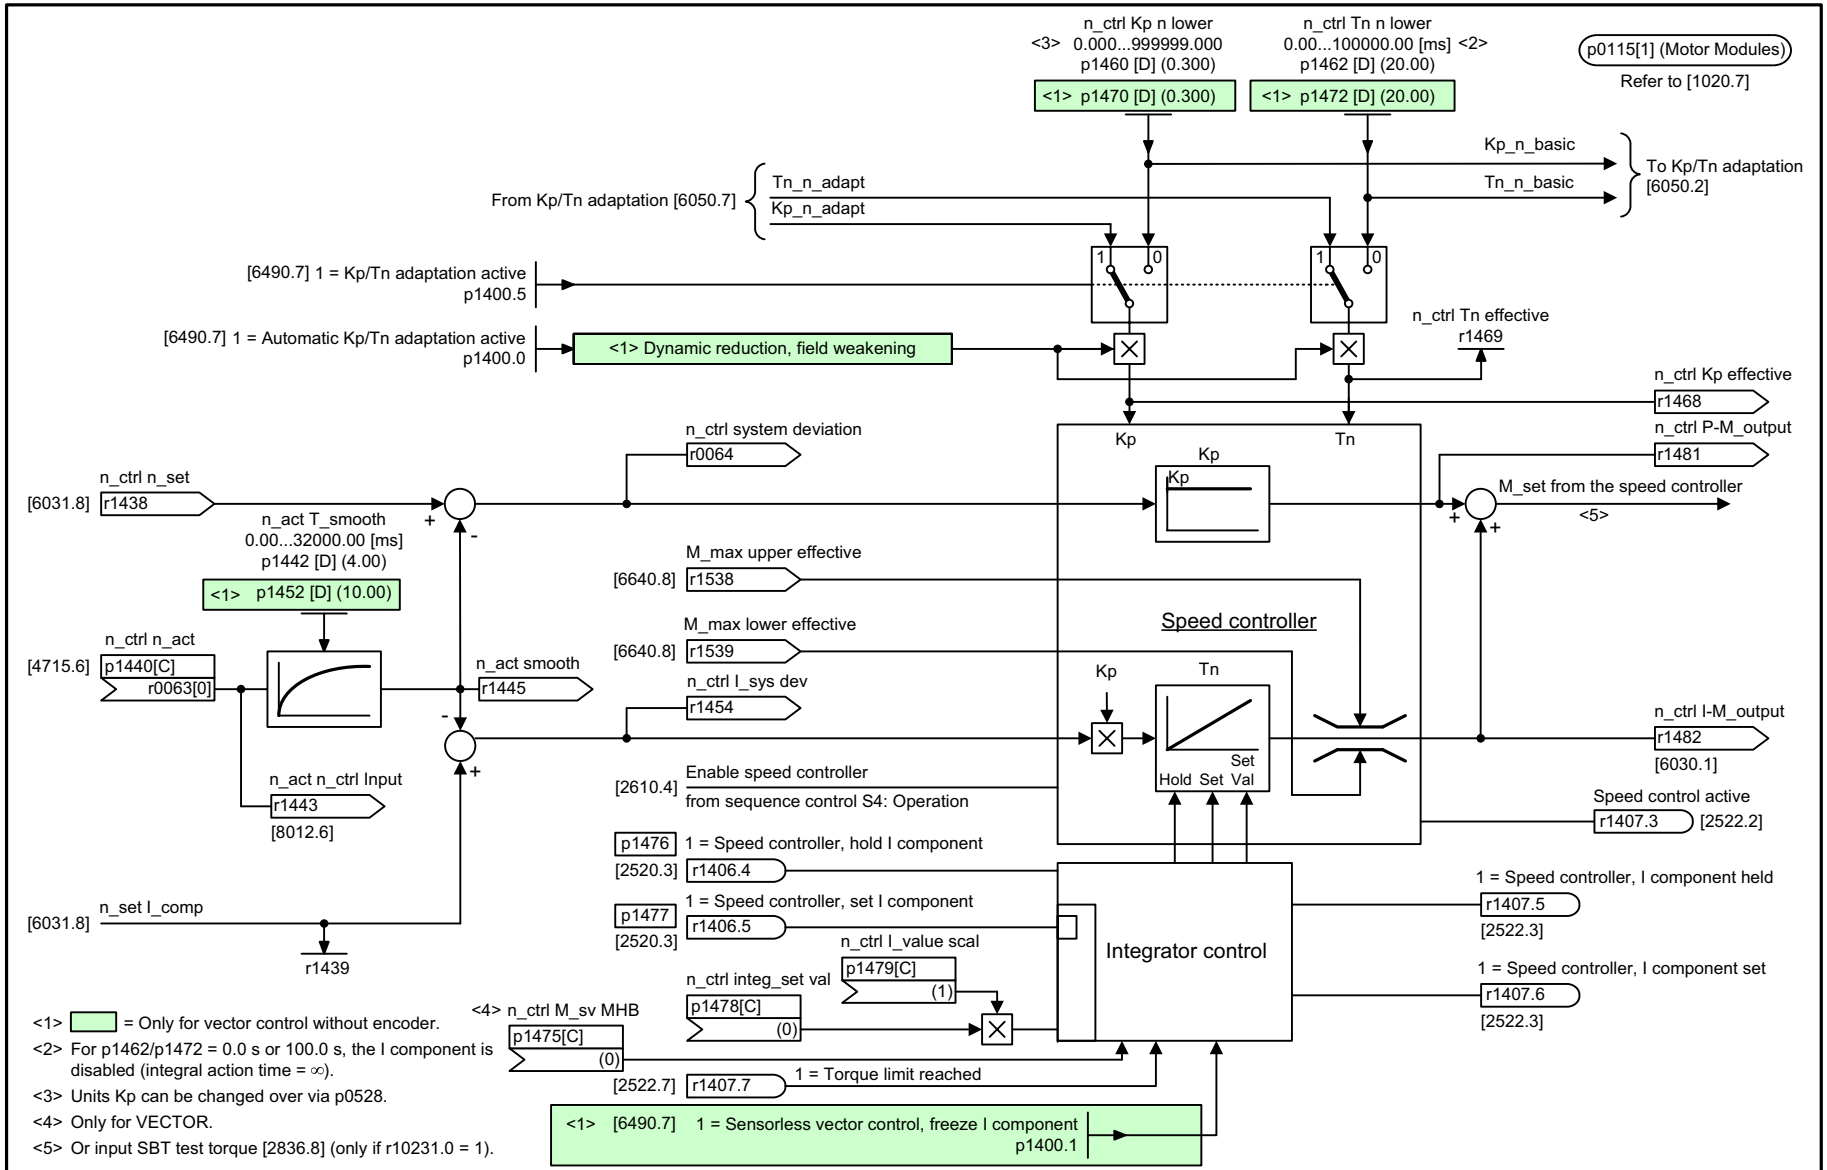 n_ctrl Kp n lower
<3> 0.000...999999.000
p1460 [D] (0.300)
<1> p1470 [D] (0.300)
n_ctrl Tn n lower
0.00...100000.00 [ms] <2>
p1462 [D] (20.00)
<1> p1472 [D] (20.00)
p0115[1] (Motor Modules)
Refer to [1020.7]
Kp_n_basic
Tn_n_basic
To Kp/Tn adaptation
[6050.2]
From Kp/Tn adaptation [6050.7]
Tn_n_adapt
Kp_n_adapt
1
0
1
0
[6490.7] 1 = Kp/Tn adaptation active
p1400.5
[6490.7] 1 = Automatic Kp/Tn adaptation active
p1400.0
<1> Dynamic reduction, field weakening
n_ctrl Tn effective
r1469
n_ctrl Kp effective
r1468
n_ctrl P-M_output
r1481
n_ctrl system deviation
r0064
Kp
Tn
Kp
Kp
n_ctrl n_set
[6031.8] r1438
+
-
M_set from the speed controller
<5>
+
+
n_act T_smooth
0.00...32000.00 [ms]
p1442 [D] (4.00)
<1> p1452 [D] (10.00)
M_max upper effective
[6640.8] r1538
M_max lower effective
[6640.8] r1539
Speed controller
n_ctrl n_act
[4715.6] p1440[C]
r0063[0]
n_act smooth
r1445
-
+
n_ctrl I_sys dev
r1454
Kp
Tn
Set
Hold Set Val
n_ctrl I-M_output
r1482
[6030.1]
n_act n_ctrl Input
r1443
[8012.6]
Enable speed controller
[2610.4]
from sequence control S4: Operation
Speed control active
r1407.3 [2522.2]
p1476 1 = Speed controller, hold I component
[2520.3] r1406.4
p1477 1 = Speed controller, set I component
[2520.3] r1406.5
Integrator control
1 = Speed controller, I component held
r1407.5
[2522.3]
1 = Speed controller, I component set
r1407.6
[2522.3]
n_set I_comp
[6031.8]
r1439
n_ctrl I_value scal
p1479[C]
(1)
n_ctrl integ_set val
p1478[C]
(0)
<4> n_ctrl M_sv MHB
p1475[C]
(0)
1 = Torque limit reached
[2522.7] r1407.7
<1> [6490.7] 1 = Sensorless vector control, freeze I component
p1400.1
<1> = Only for vector control without encoder.
<2> For p1462/p1472 = 0.0 s or 100.0 s, the I component is
disabled (integral action time = ∞).
<3> Units Kp can be changed over via p0528.
<4> Only for VECTOR.
<5> Or input SBT test torque [2836.8] (only if r10231.0 = 1).